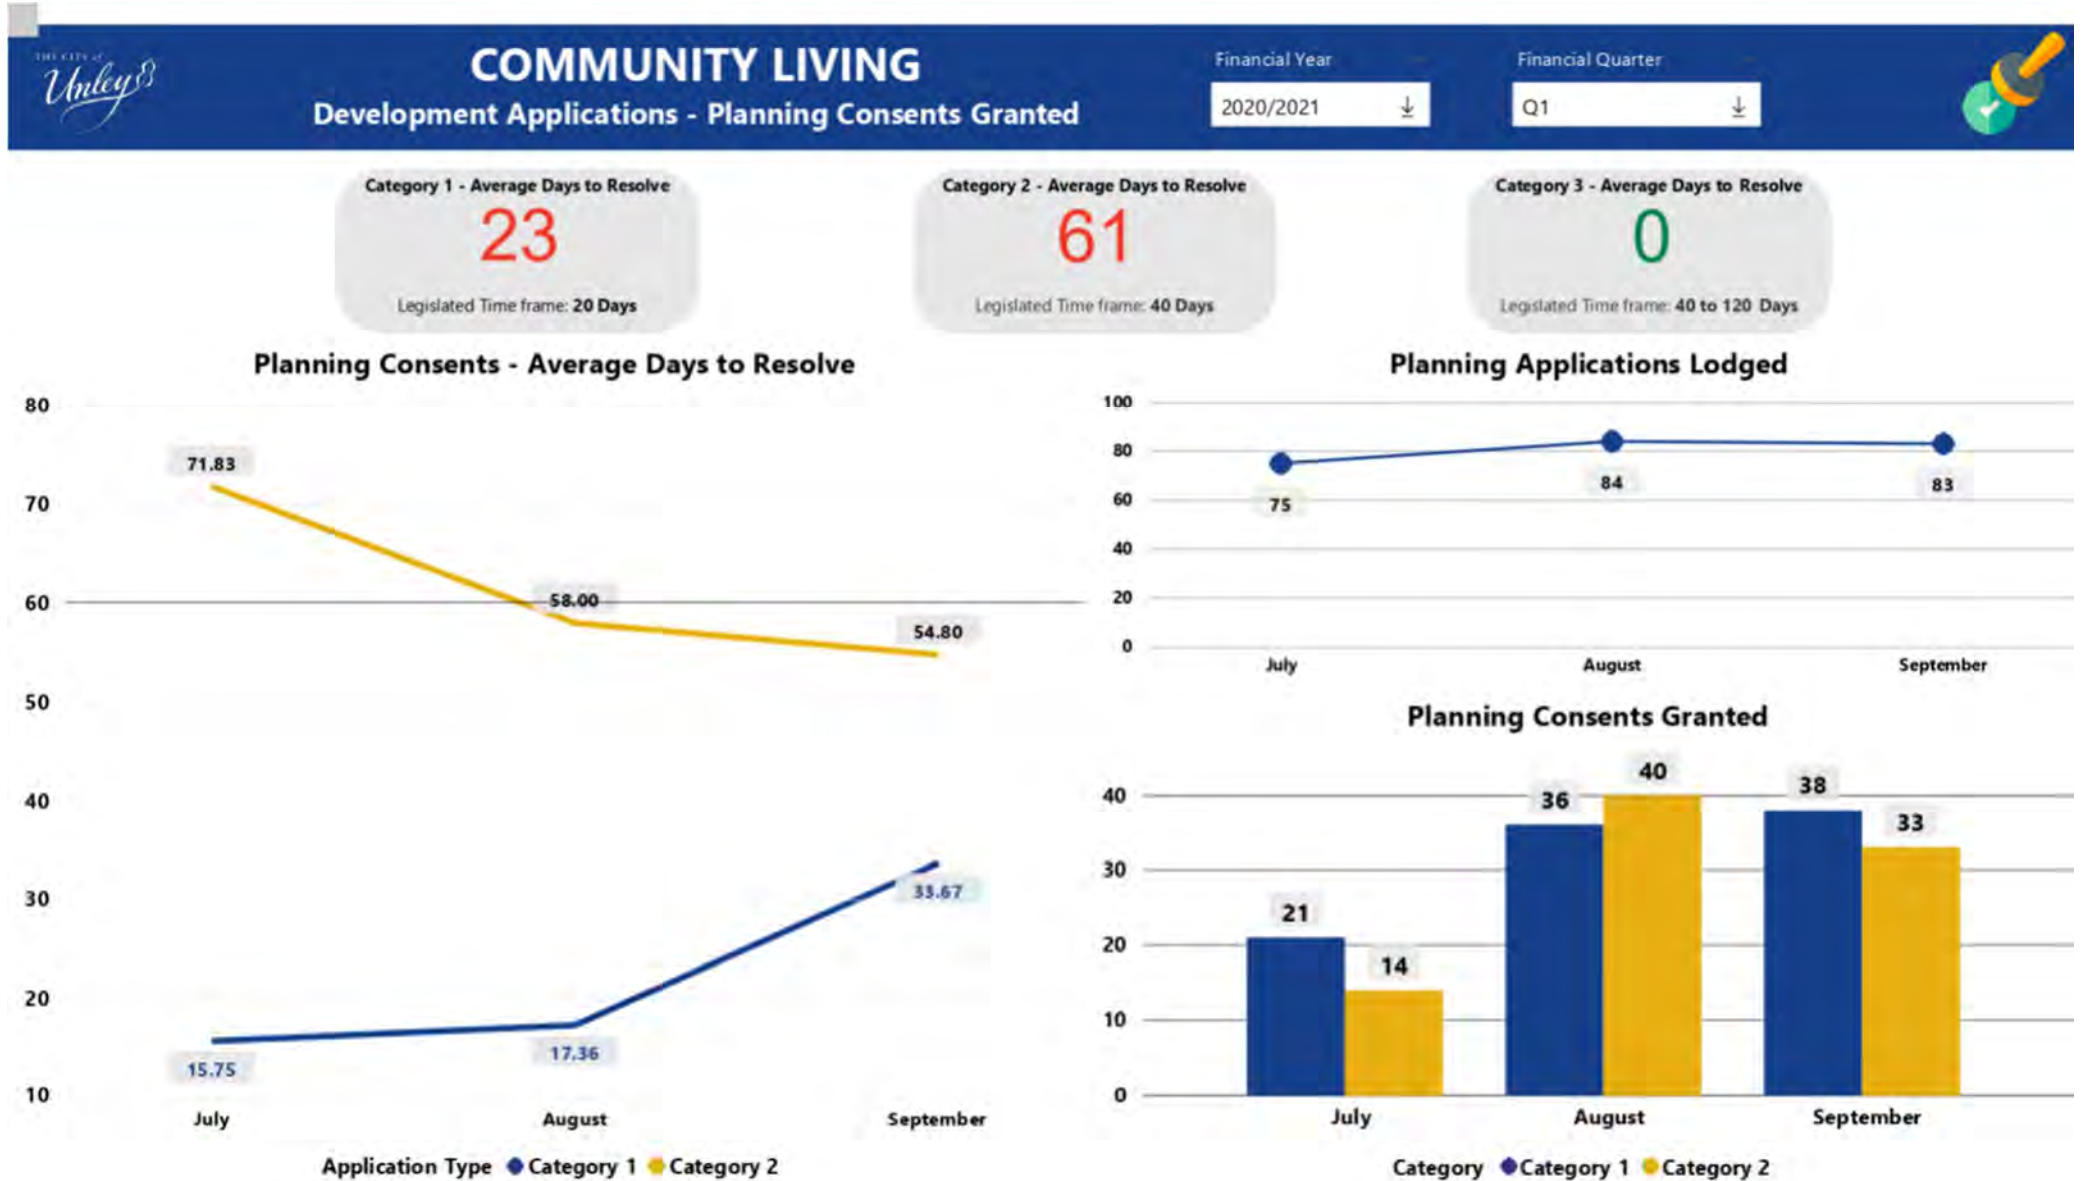 THE CITY of
Unley
COMMUNITY LIVING
Development Applications - Planning Consents Granted
Financial Year
2020/2021
Financial Quarter
Q1
Category 1 - Average Days to Resolve
23
Legislated Time frame: 20 Days
Category 2 - Average Days to Resolve
61
Legislated Time frame: 40 Days
Category 3 - Average Days to Resolve
0
Legislated Time frame: 40 to 120 Days
Planning Consents - Average Days to Resolve
80
70
60
50
40
30
20
10
71.83
58.00
54.80
15.75
17.36
33.67
July
August
September
Application Type Category 1 Category 2
Planning Applications Lodged
100
80
60
40
20
0
75
84
83
July
August
September
Planning Consents Granted
40
30
20
10
0
21
14
36
40
38
33
July
August
September
Category Category 1 Category 2